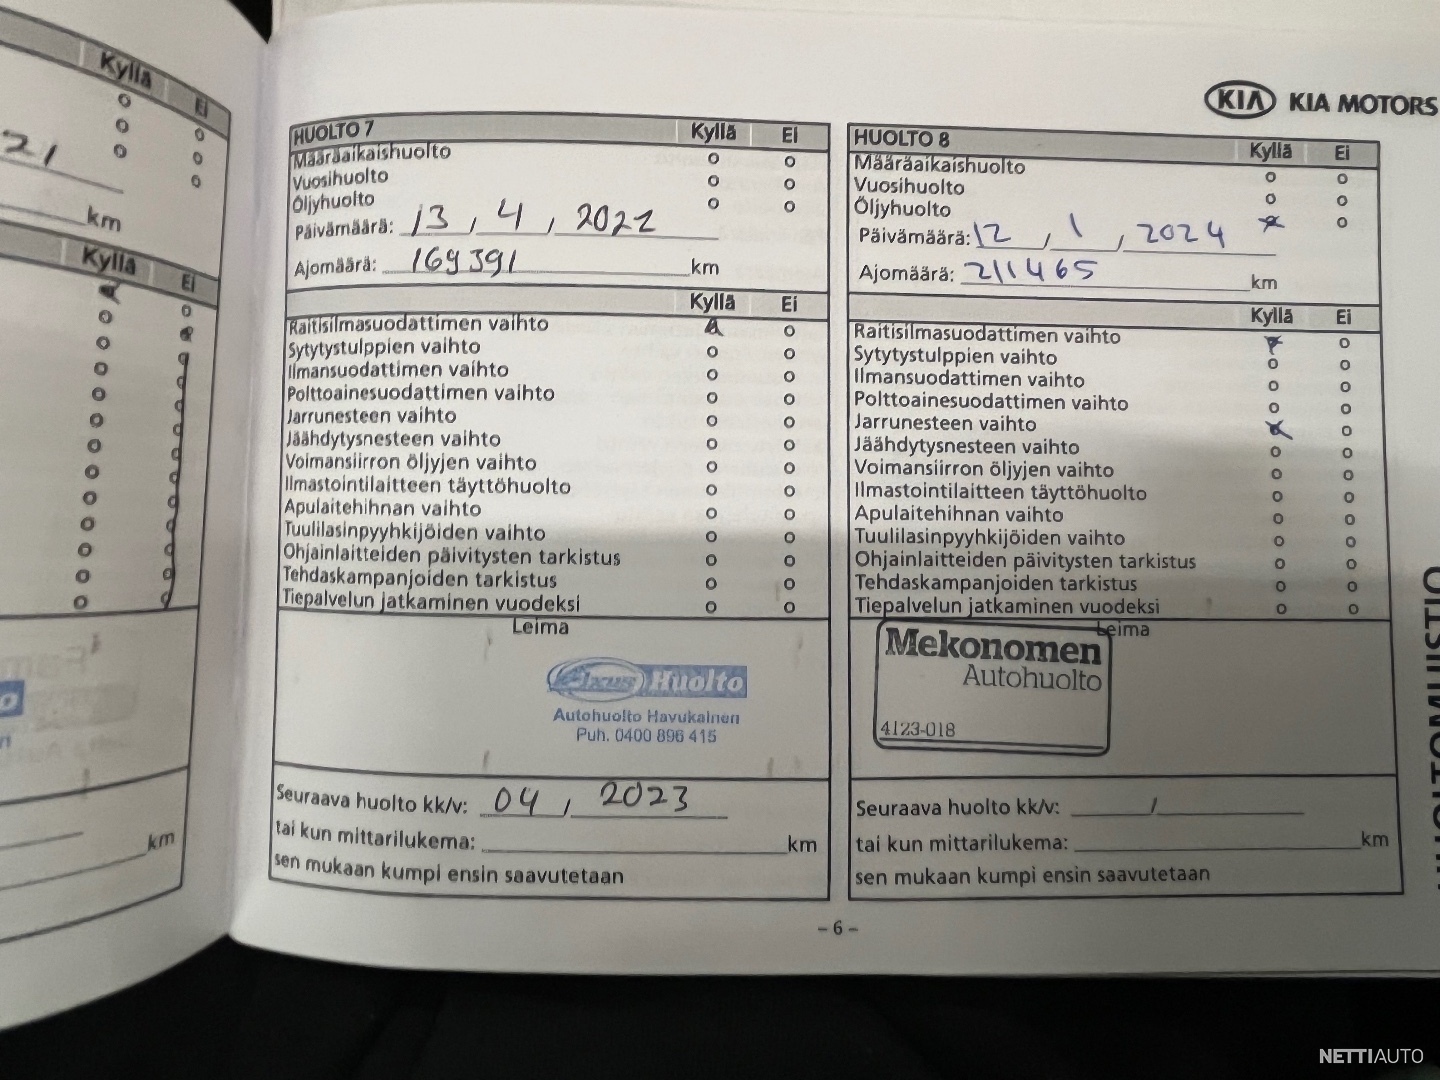 Kyllä Ei
21
km
Kyllä Ei
km
KIA KIA MOTORS
HUOLTO 7 Kyllä Ei
Määräaikaishuolto
Vuosihuolto
Öljyhuolto
Päivämäärä: 13, 4, 2022
Ajomäärä: 169391 km
Kyllä Ei
Raitisilmasuodattimen vaihto
Sytytystulppien vaihto
Ilmansuodattimen vaihto
Polttoainesuodattimen vaihto
Jarrunesteen vaihto
Jäähdytysnesteen vaihto
Voimansiirron öljyjen vaihto
Ilmastointilaitteen täyttöhuolto
Apulaitehihnan vaihto
Tuulilasinpyyhkijöiden vaihto
Ohjainlaitteiden päivitysten tarkistus
Tehdaskampanjoiden tarkistus
Tiepalvelun jatkaminen vuodeksi
Leima
Fixus Huolto
Autohuolto Havukainen
Puh. 0400 896 415
Seuraava huolto kk/v: 04, 2023
tai kun mittarilukema: km
sen mukaan kumpi ensin saavutetaan
HUOLTO 8 Kyllä Ei
Määräaikaishuolto
Vuosihuolto
Öljyhuolto
Päivämäärä: 12, 1, 2024
Ajomäärä: 211465 km
Kyllä Ei
Raitisilmasuodattimen vaihto
Sytytystulppien vaihto
Ilmansuodattimen vaihto
Polttoainesuodattimen vaihto
Jarrunesteen vaihto
Jäähdytysnesteen vaihto
Voimansiirron öljyjen vaihto
Ilmastointilaitteen täyttöhuolto
Apulaitehihnan vaihto
Tuulilasinpyyhkijöiden vaihto
Ohjainlaitteiden päivitysten tarkistus
Tehdaskampanjoiden tarkistus
Tiepalvelun jatkaminen vuodeksi
Leima
Mekonomen
Autohuolto
4123-018
Seuraava huolto kk/v: /
tai kun mittarilukema: km
sen mukaan kumpi ensin saavutetaan
HUOLTOMUISTIO
- 6 -
NETTIAUTO